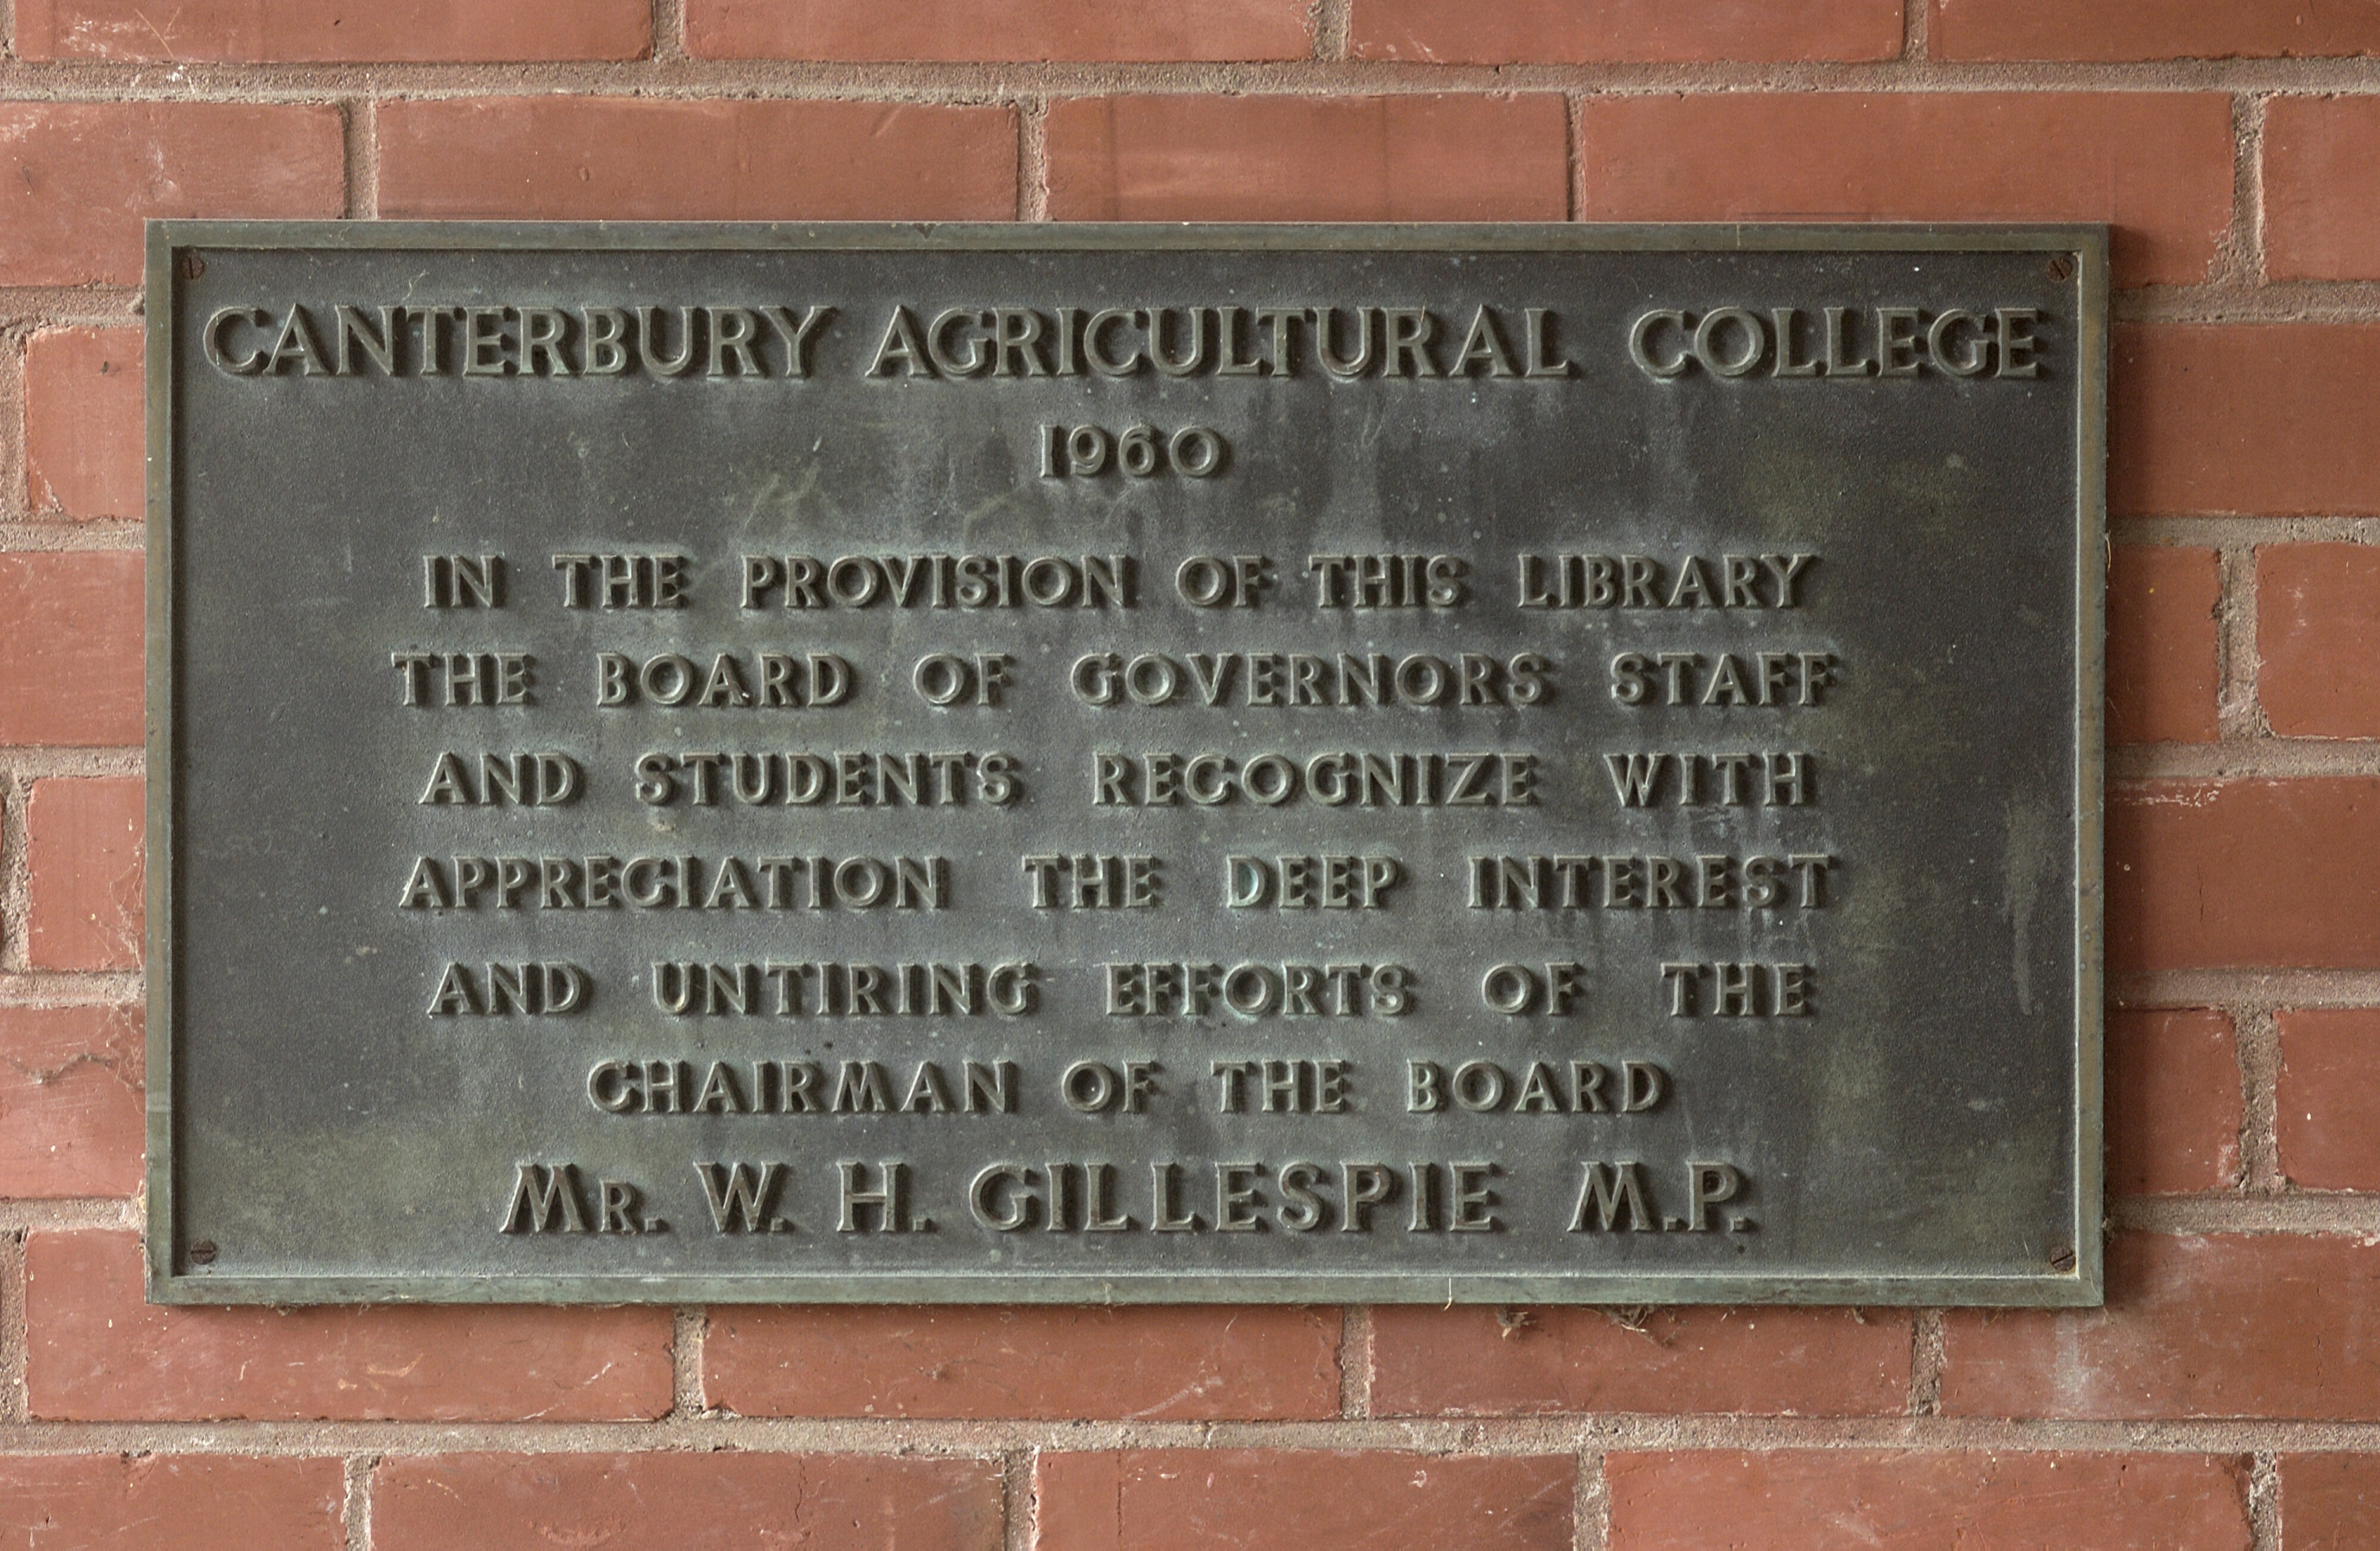 CANTERBURY AGRICULTURAL COLLEGE
1960
IN THE PROVISION OF THIS LIBRARY
THE BOARD OF GOVERNORS STAFF
AND STUDENTS RECOGNIZE WITH
APPRECIATION THE DEEP INTEREST
AND UNTIRING EFFORTS OF THE
CHAIRMAN OF THE BOARD
MR. W. H. GILLESPIE M.P.